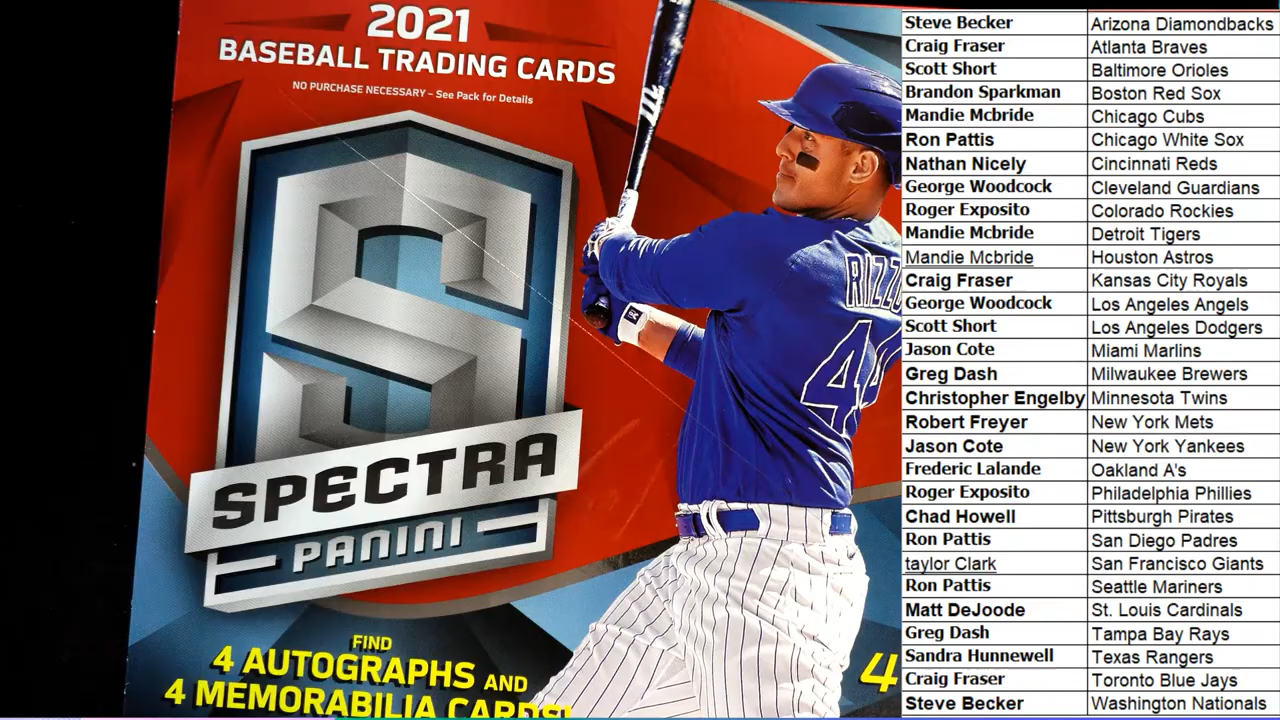 2021
BASEBALL TRADING CARDS
NO PURCHASE NECESSARY – See Pack for Details
SPECTRA
PANINI
FIND
4 AUTOGRAPHS AND
4 MEMORABILIA CARDS!
4
Steve Becker Arizona Diamondbacks
Craig Fraser Atlanta Braves
Scott Short Baltimore Orioles
Brandon Sparkman Boston Red Sox
Mandie Mcbride Chicago Cubs
Ron Pattis Chicago White Sox
Nathan Nicely Cincinnati Reds
George Woodcock Cleveland Guardians
Roger Exposito Colorado Rockies
Mandie Mcbride Detroit Tigers
Mandie Mcbride Houston Astros
Craig Fraser Kansas City Royals
George Woodcock Los Angeles Angels
Scott Short Los Angeles Dodgers
Jason Cote Miami Marlins
Greg Dash Milwaukee Brewers
Christopher Engelby Minnesota Twins
Robert Freyer New York Mets
Jason Cote New York Yankees
Frederic Lalande Oakland A's
Roger Exposito Philadelphia Phillies
Chad Howell Pittsburgh Pirates
Ron Pattis San Diego Padres
taylor Clark San Francisco Giants
Ron Pattis Seattle Mariners
Matt DeJoode St. Louis Cardinals
Greg Dash Tampa Bay Rays
Sandra Hunnewell Texas Rangers
Craig Fraser Toronto Blue Jays
Steve Becker Washington Nationals